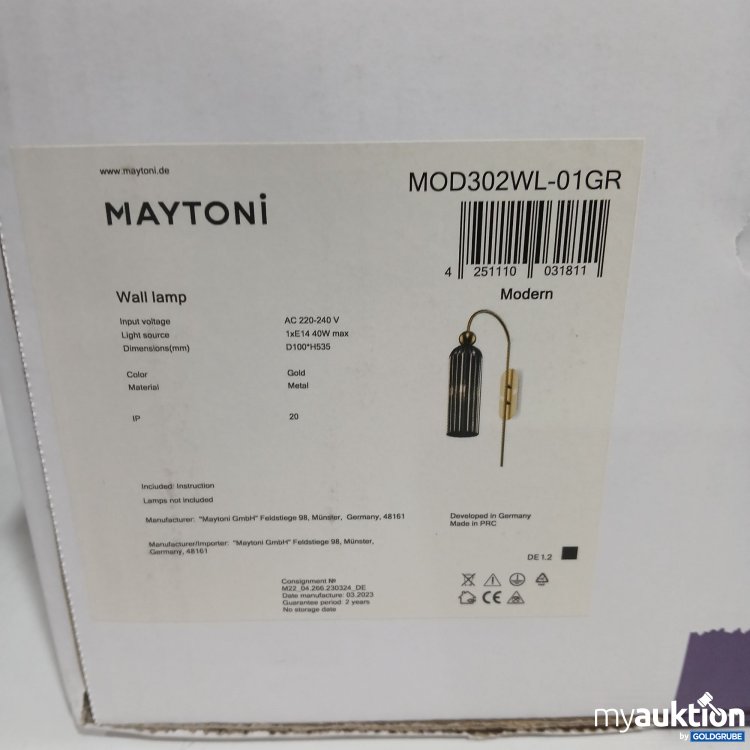 www.maytoni.de
MOD302WL-01GR
MAYTONi
4 251110 031811
Modern
Wall lamp
Input voltage AC 220-240 V
Light source 1xE14 40W max
Dimensions(mm) D100*H535
Color Gold
Material Metal
IP 20
Included: Instruction
Lamps not included
Manufacturer: "Maytoni GmbH" Feldstiege 98, Münster, Germany, 48161
Manufacturer/Importer: "Maytoni GmbH" Feldstiege 98, Münster,
Germany, 48161
Developed in Germany
Made in PRC
DE 1.2
Consignment №
M22_04.266.230324_DE
Date manufacture: 03.2023
Guarantee period: 2 years
No storage date
CE
myauktion
by GOLDGRUBE